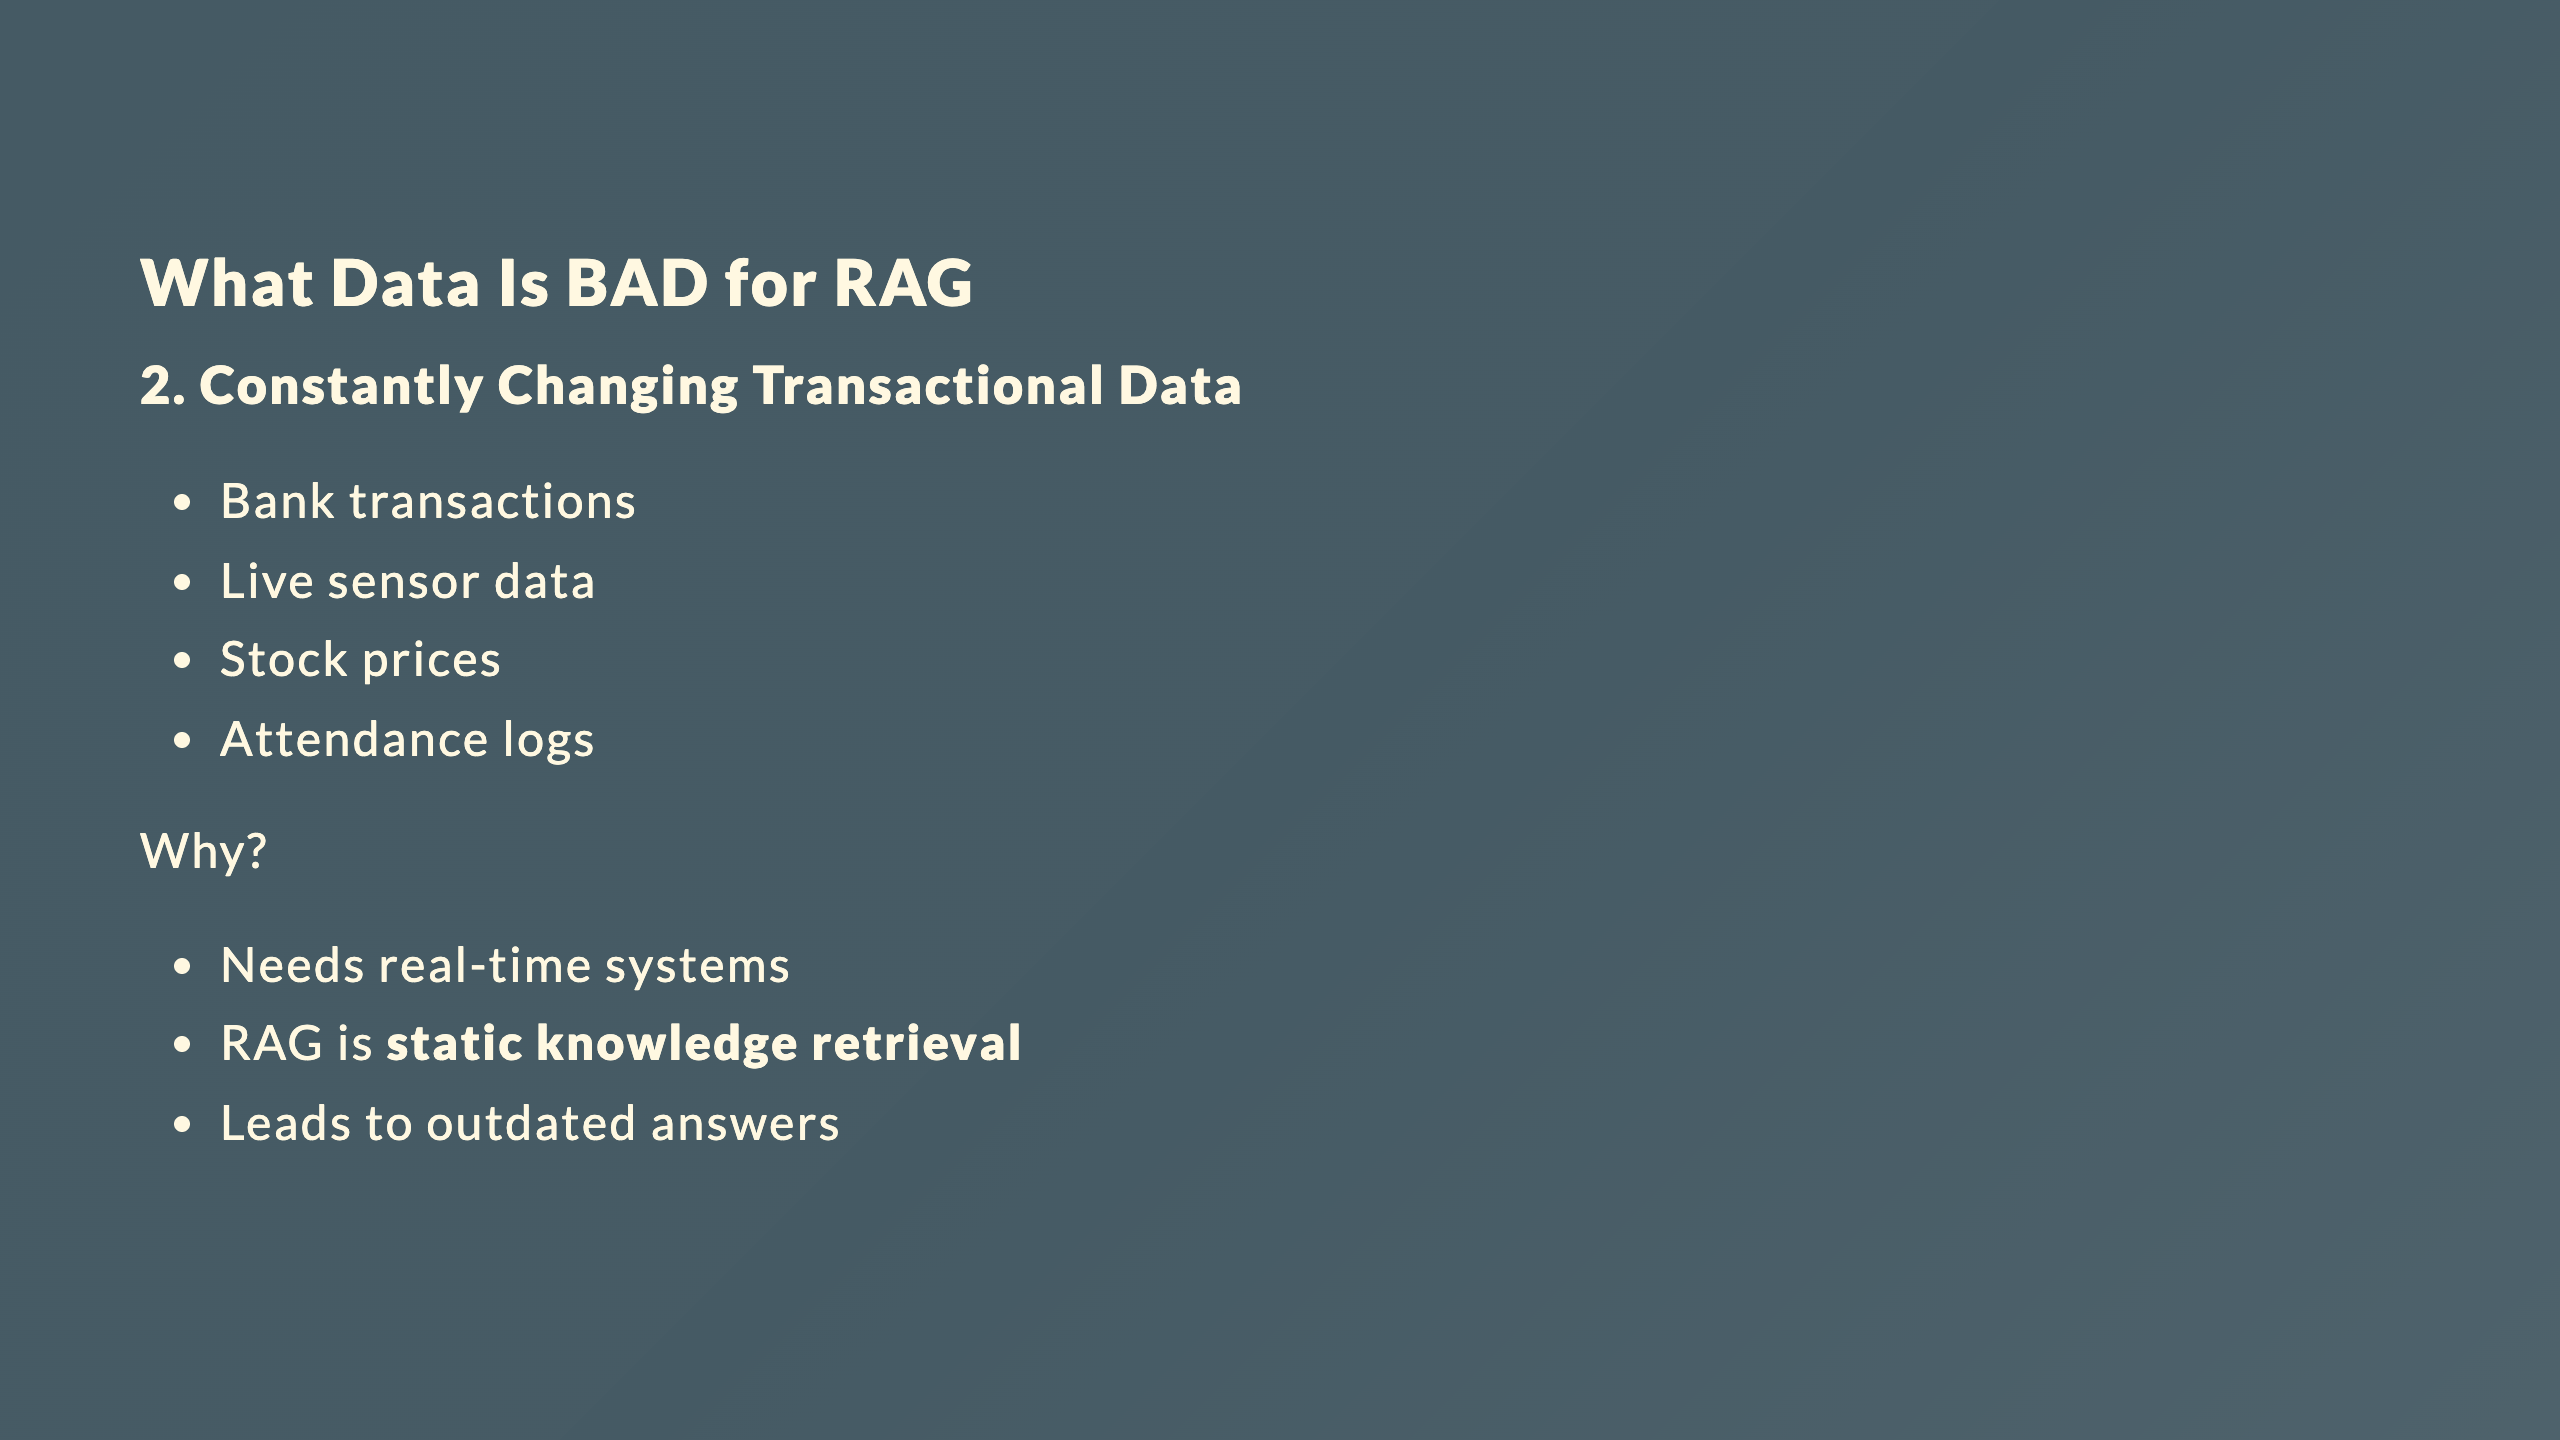 What Data Is BAD for RAG
2. Constantly Changing Transactional Data
• Bank transactions
• Live sensor data
• Stock prices
• Attendance logs
Why?
• Needs real-time systems
• RAG is static knowledge retrieval
• Leads to outdated answers